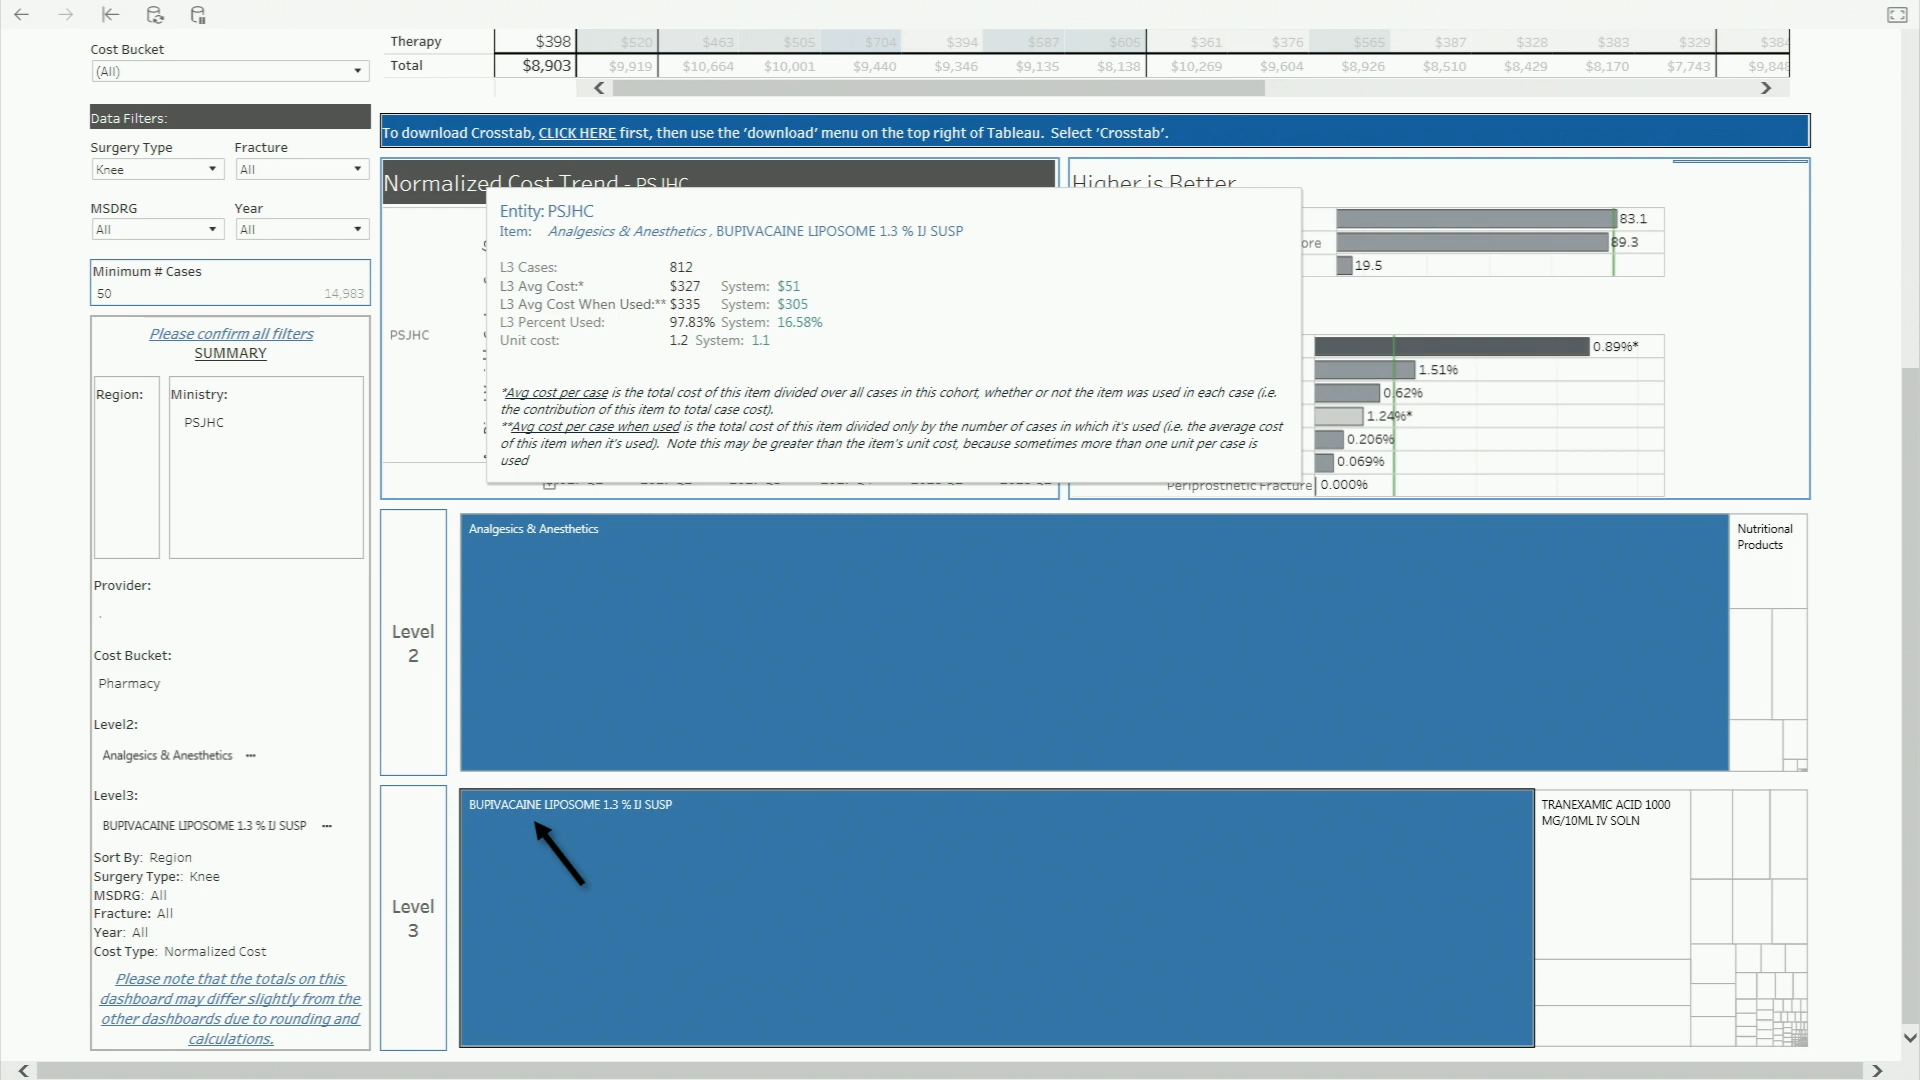 Cost Bucket
(All)
Therapy $398 $520 $463 $505 $704 $394 $587 $605 $361 $376 $565 $387 $328 $383 $329 $384
Total $8,903 $9,919 $10,664 $10,001 $9,440 $9,346 $9,135 $8,138 $10,269 $9,604 $8,926 $8,510 $8,429 $8,170 $7,743 $9,848
Data Filters:
Surgery Type Fracture
Knee All
MSDRG Year
All All
Minimum # Cases
50 14,983
Please confirm all filters
SUMMARY
Region: Ministry:
PSJHC
Provider:
.
Cost Bucket:
Pharmacy
Level2:
Analgesics & Anesthetics ···
Level3:
BUPIVACAINE LIPOSOME 1.3 % IJ SUSP ···
Sort By: Region
Surgery Type:: Knee
MSDRG: All
Fracture: All
Year: All
Cost Type: Normalized Cost
Please note that the totals on this
dashboard may differ slightly from the
other dashboards due to rounding and
calculations.
To download Crosstab, CLICK HERE first, then use the ‘download’ menu on the top right of Tableau. Select ‘Crosstab’.
Normalized Cost Trend - PSJHC
PSJHC
Entity: PSJHC
Item: Analgesics & Anesthetics , BUPIVACAINE LIPOSOME 1.3 % IJ SUSP
L3 Cases: 812
L3 Avg Cost:* $327 System: $51
L3 Avg Cost When Used:** $335 System: $305
L3 Percent Used: 97.83% System: 16.58%
Unit cost: 1.2 System: 1.1
*Avg cost per case is the total cost of this item divided over all cases in this cohort, whether or not the item was used in each case (i.e.
the contribution of this item to total case cost).
**Avg cost per case when used is the total cost of this item divided only by the number of cases in which it's used (i.e. the average cost
of this item when it's used). Note this may be greater than the item's unit cost, because sometimes more than one unit per case is
used
Higher is Better
83.1
ore 89.3
19.5
0.89%*
1.51%
0.62%
1.24%*
0.206%
0.069%
Periprosthetic Fracture 0.000%
Level
2
Analgesics & Anesthetics
Nutritional
Products
Level
3
BUPIVACAINE LIPOSOME 1.3 % IJ SUSP
TRANEXAMIC ACID 1000
MG/10ML IV SOLN